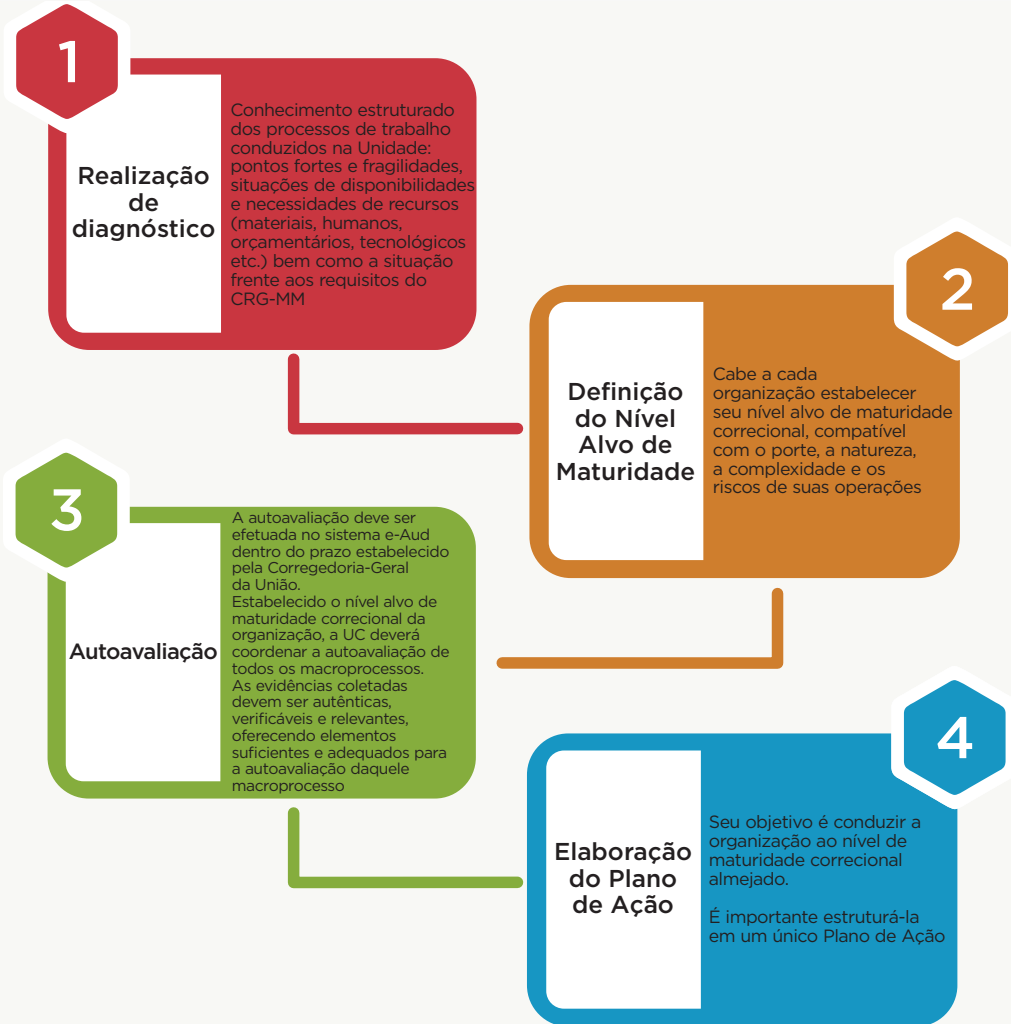 1
Realização
de
diagnóstico
Conhecimento estruturado
dos processos de trabalho
conduzidos na Unidade:
pontos fortes e fragilidades,
situações de disponibilidades
e necessidades de recursos
(materiais, humanos,
orçamentários, tecnológicos
etc.) bem como a situação
frente aos requisitos do
CRG-MM
2
Definição
do Nível
Alvo de
Maturidade
Cabe a cada
organização estabelecer
seu nível alvo de maturidade
correcional, compatível
com o porte, a natureza,
a complexidade e os
riscos de suas operações
3
Autoavaliação
A autoavaliação deve ser
efetuada no sistema e-Aud
dentro do prazo estabelecido
pela Corregedoria-Geral
da União.
Estabelecido o nível alvo de
maturidade correcional da
organização, a UC deverá
coordenar a autoavaliação de
todos os macroprocessos.
As evidências coletadas
devem ser autênticas,
verificáveis e relevantes,
oferecendo elementos
suficientes e adequados para
a autoavaliação daquele
macroprocesso
4
Elaboração
do Plano
de Ação
Seu objetivo é conduzir a
organização ao nível de
maturidade correcional
almejado.
É importante estruturá-la
em um único Plano de Ação